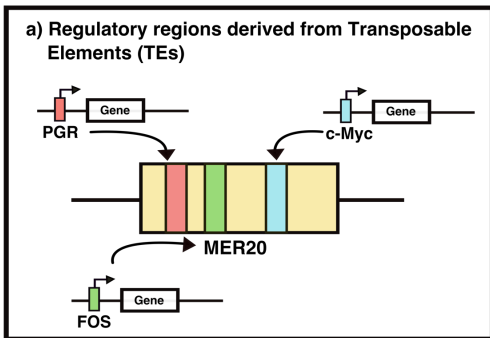 a) Regulatory regions derived from Transposable
Elements (TEs)
Gene
PGR
Gene
c-Myc
MER20
Gene
FOS